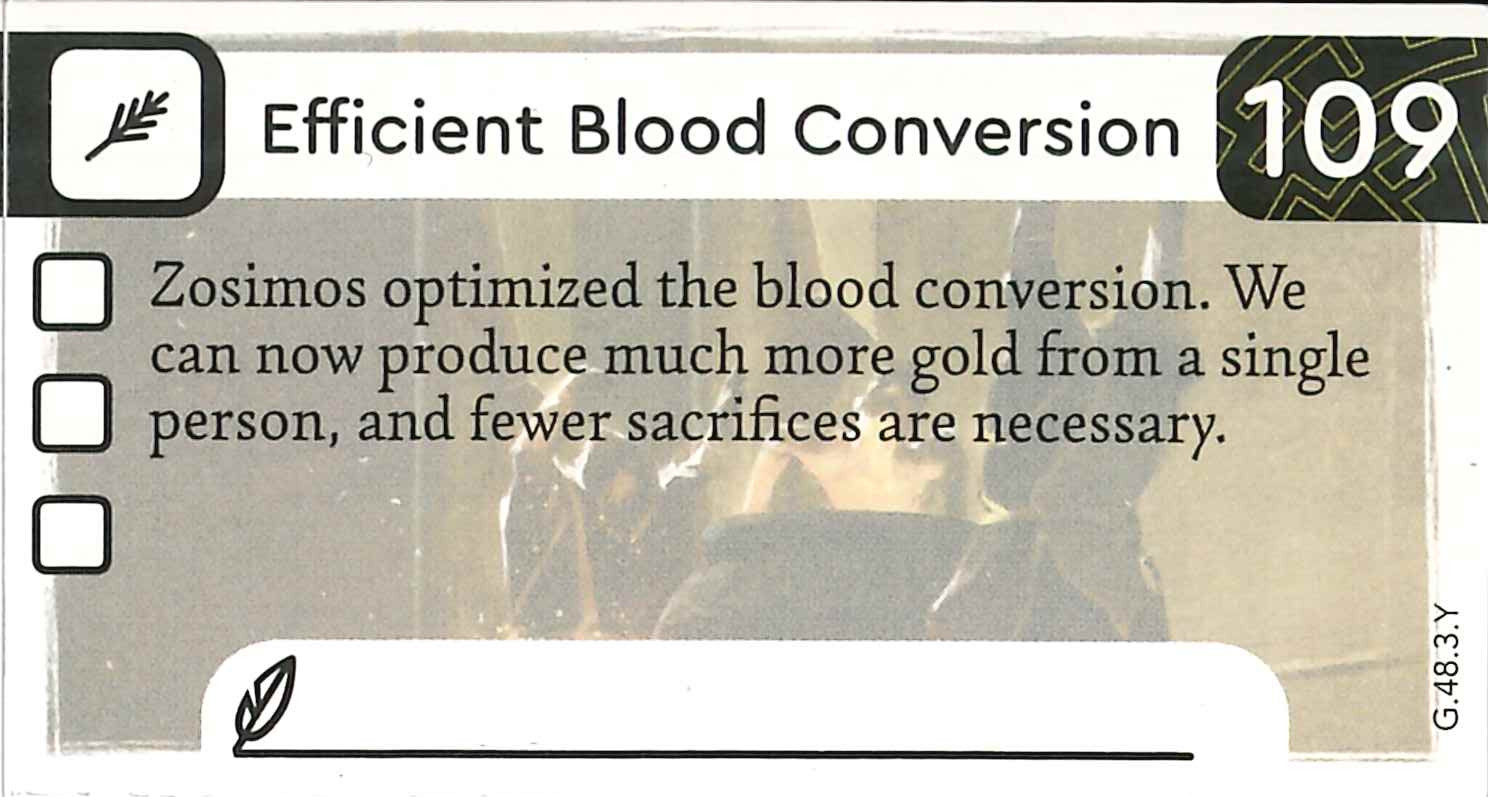 Efficient Blood Conversion
109
Zosimos optimized the blood conversion. We
can now produce much more gold from a single
person, and fewer sacrifices are necessary.
G.48.3.Y